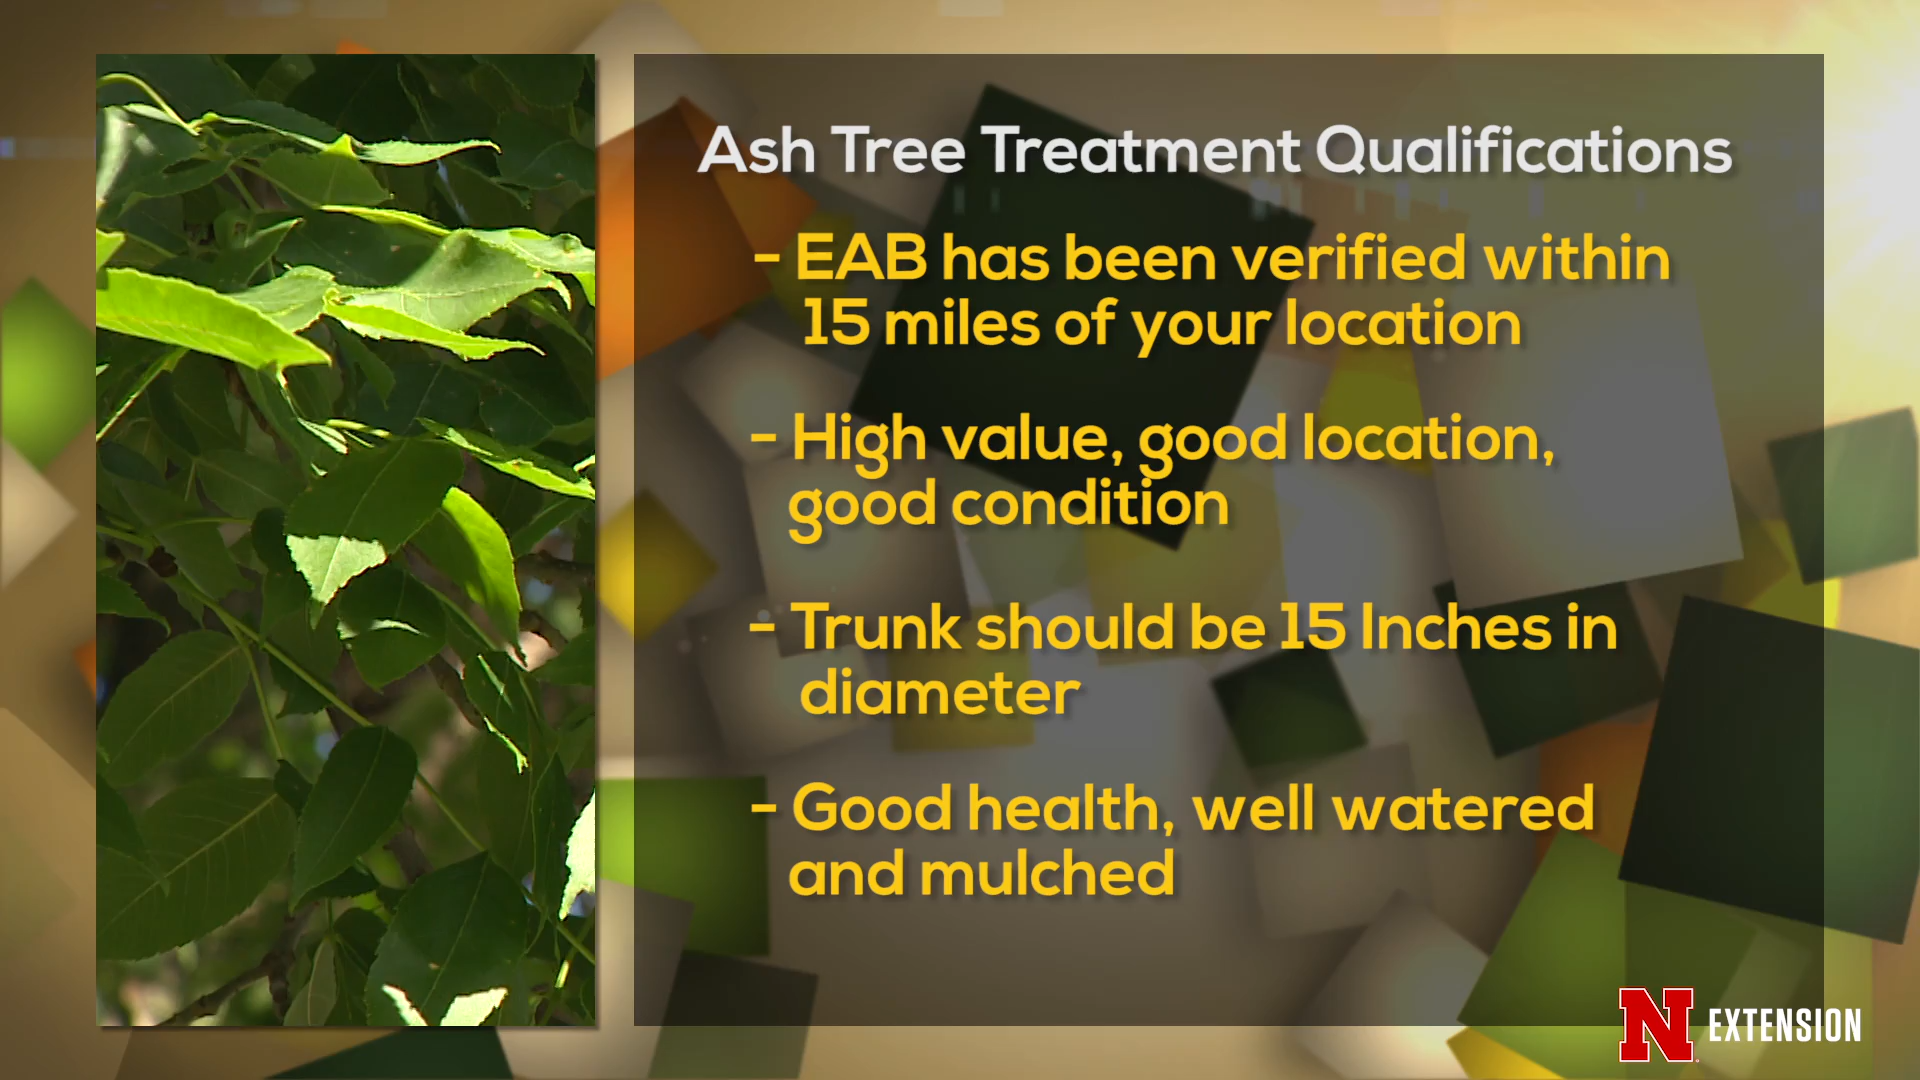 Ash Tree Treatment Qualifications
- EAB has been verified within
15 miles of your location
- High value, good location,
good condition
- Trunk should be 15 Inches in
diameter
- Good health, well watered
and mulched
N EXTENSION